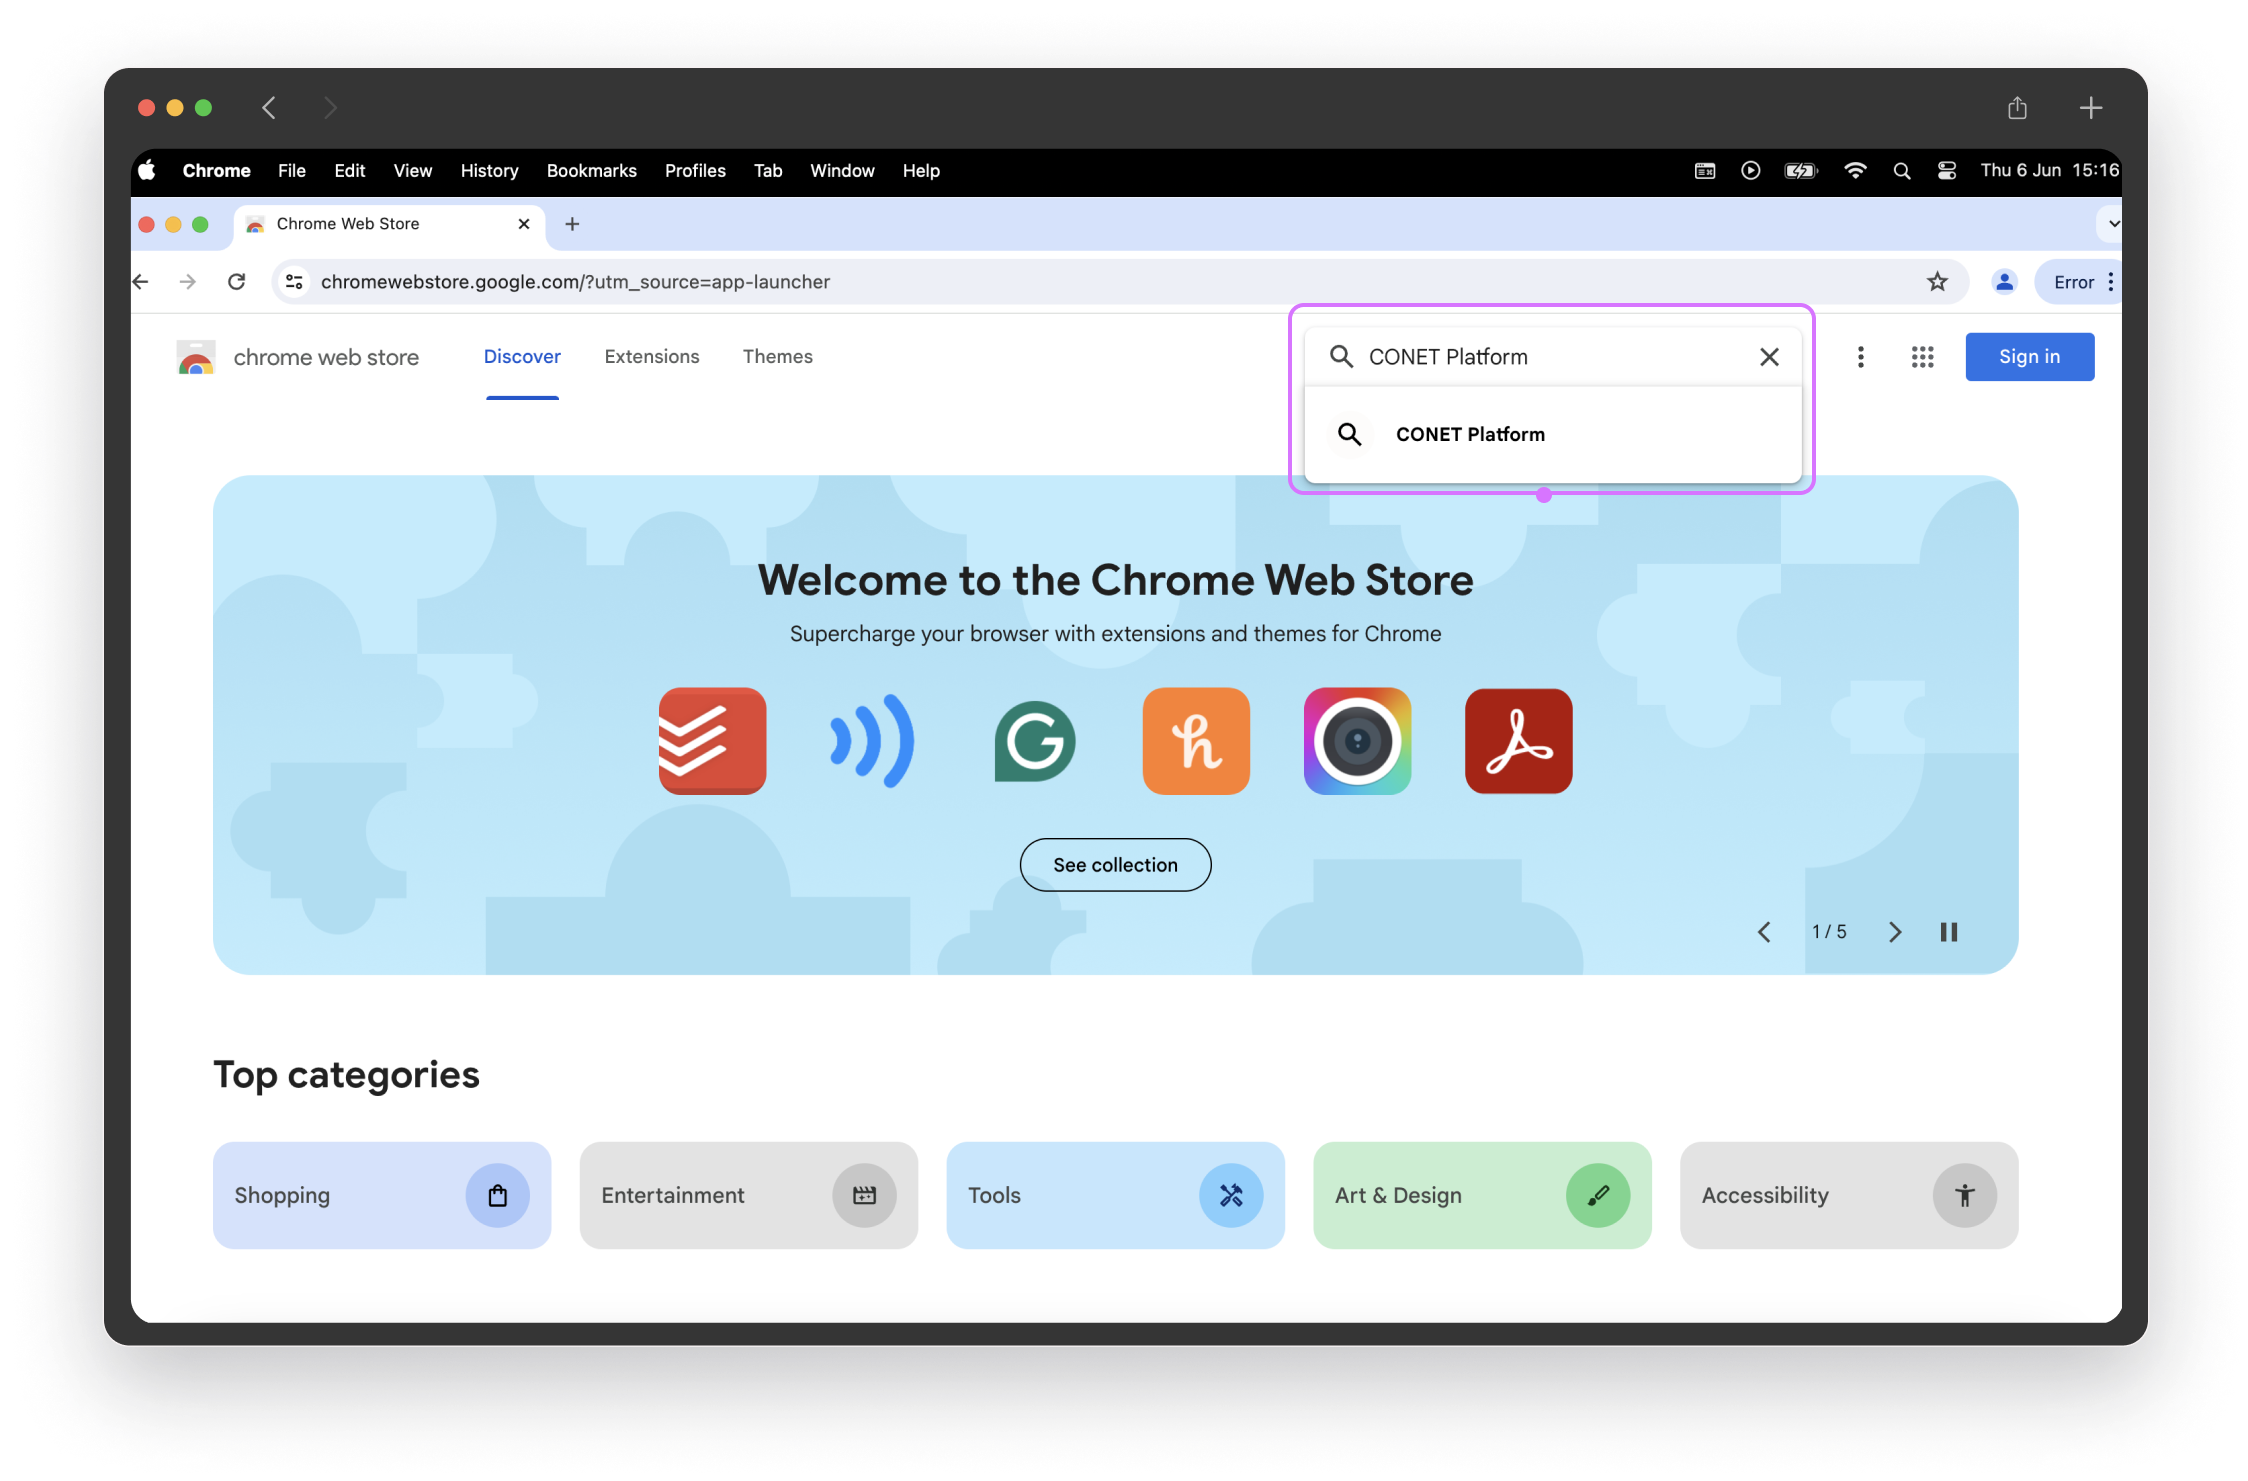 Chrome File Edit View History Bookmarks Profiles Tab Window Help Thu 6 Jun 15:16
Chrome Web Store
chromewebstore.google.com/?utm_source=app-launcher Error
chrome web store Discover Extensions Themes CONET Platform Sign in
CONET Platform
Welcome to the Chrome Web Store
Supercharge your browser with extensions and themes for Chrome
See collection
1 / 5
Top categories
Shopping Entertainment Tools Art & Design Accessibility